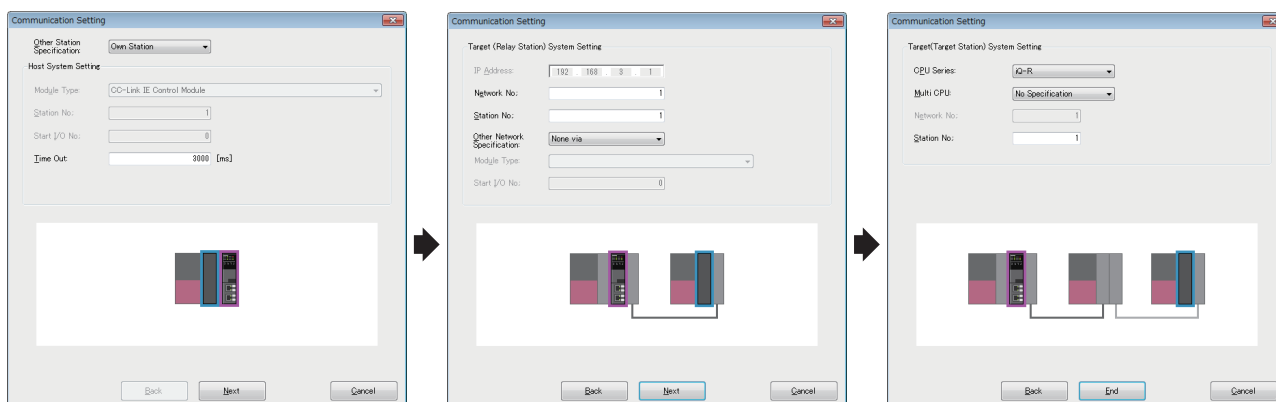 Communication Setting
Other Station
Specification:
Own Station
Host System Setting
Module Type:
CC-Link IE Control Module
Station No.:
1
Start I/O No.:
0
Time Out:
3000 [ms]
Back
Next
Cancel
Communication Setting
Target (Relay Station) System Setting
IP Address:
192 . 168 . 3 . 1
Network No.:
1
Station No.:
1
Other Network
Specification:
None via
Module Type:
Start I/O No.:
0
Back
Next
Cancel
Communication Setting
Target(Target Station) System Setting
CPU Series:
iQ-R
Multi CPU:
No Specification
Network No.:
1
Station No.:
1
Back
End
Cancel